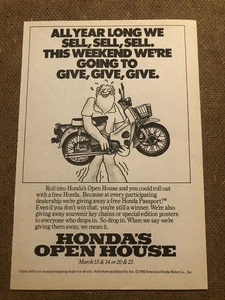 ALL YEAR LONG WE
SELL, SELL, SELL.
THIS WEEKEND WE'RE
GOING TO
GIVE, GIVE, GIVE.
Roll into Honda's Open House and you could roll out
with a free Honda. Because at every participating
dealership we're giving away a free Honda Passport.™
Even if you don't win that, you're still a winner. We're also
giving away souvenir key chains or special edition posters
to everybody who drops in. So drop in. When we say we're
giving them away, we mean it.
HONDA'S
OPEN HOUSE
March 13 & 14 or 20 & 21.